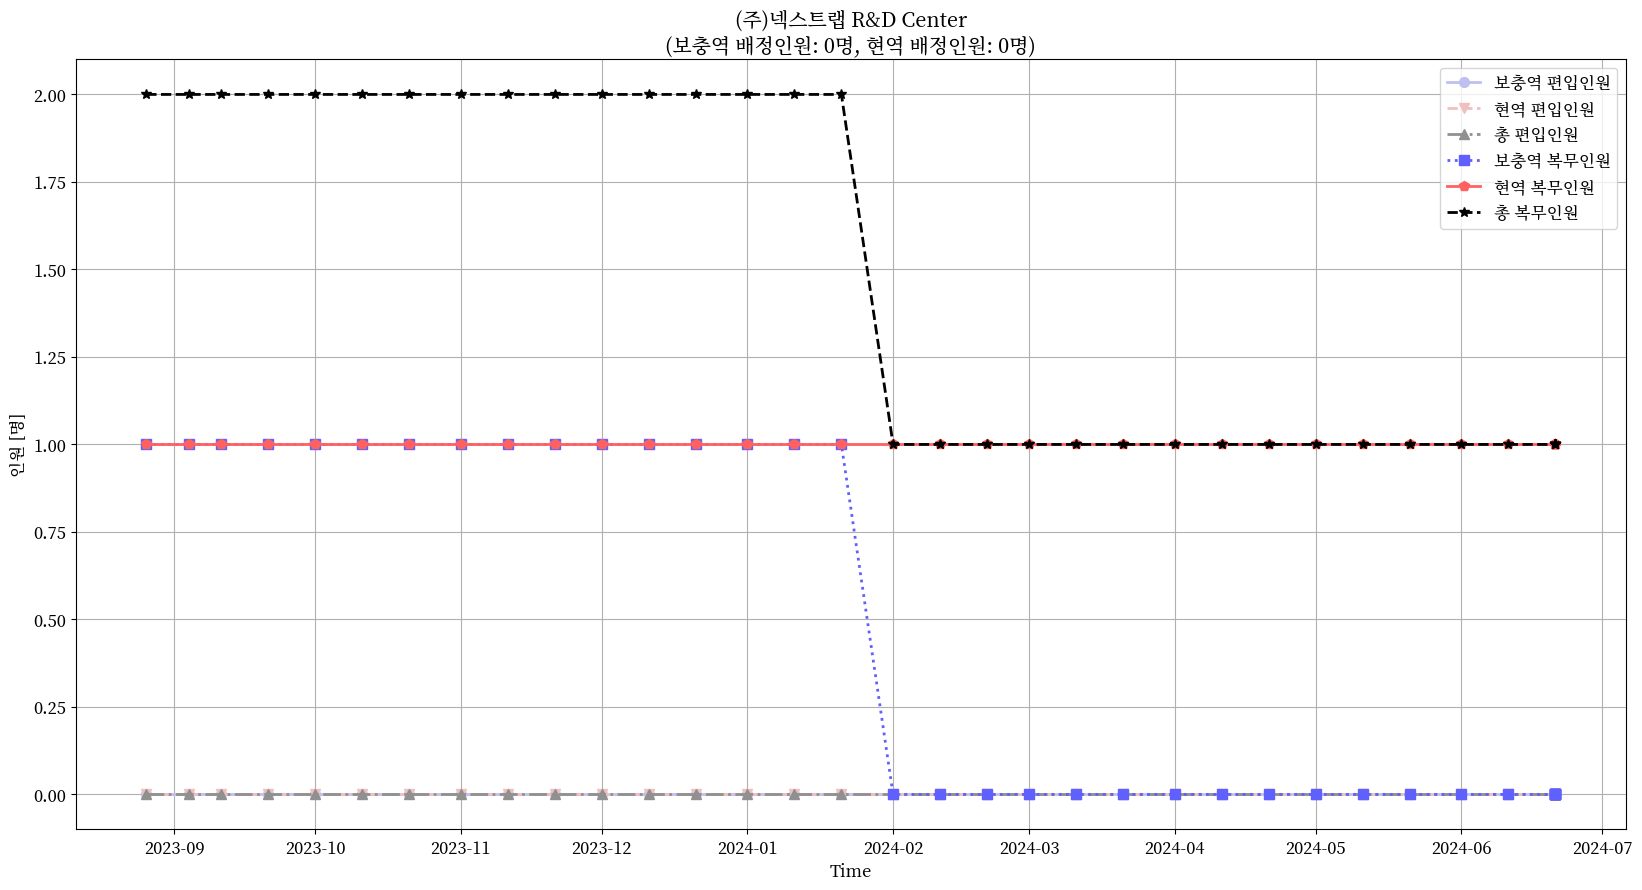 (주)넥스트랩 R&D Center
(보충역 배정인원: 0명, 현역 배정인원: 0명)
보충역 편입인원
현역 편입인원
총 편입인원
보충역 복무인원
현역 복무인원
총 복무인원
인원 [명]
2.00
1.75
1.50
1.25
1.00
0.75
0.50
0.25
0.00
2023-09 2023-10 2023-11 2023-12 2024-01 2024-02 2024-03 2024-04 2024-05 2024-06 2024-07
Time